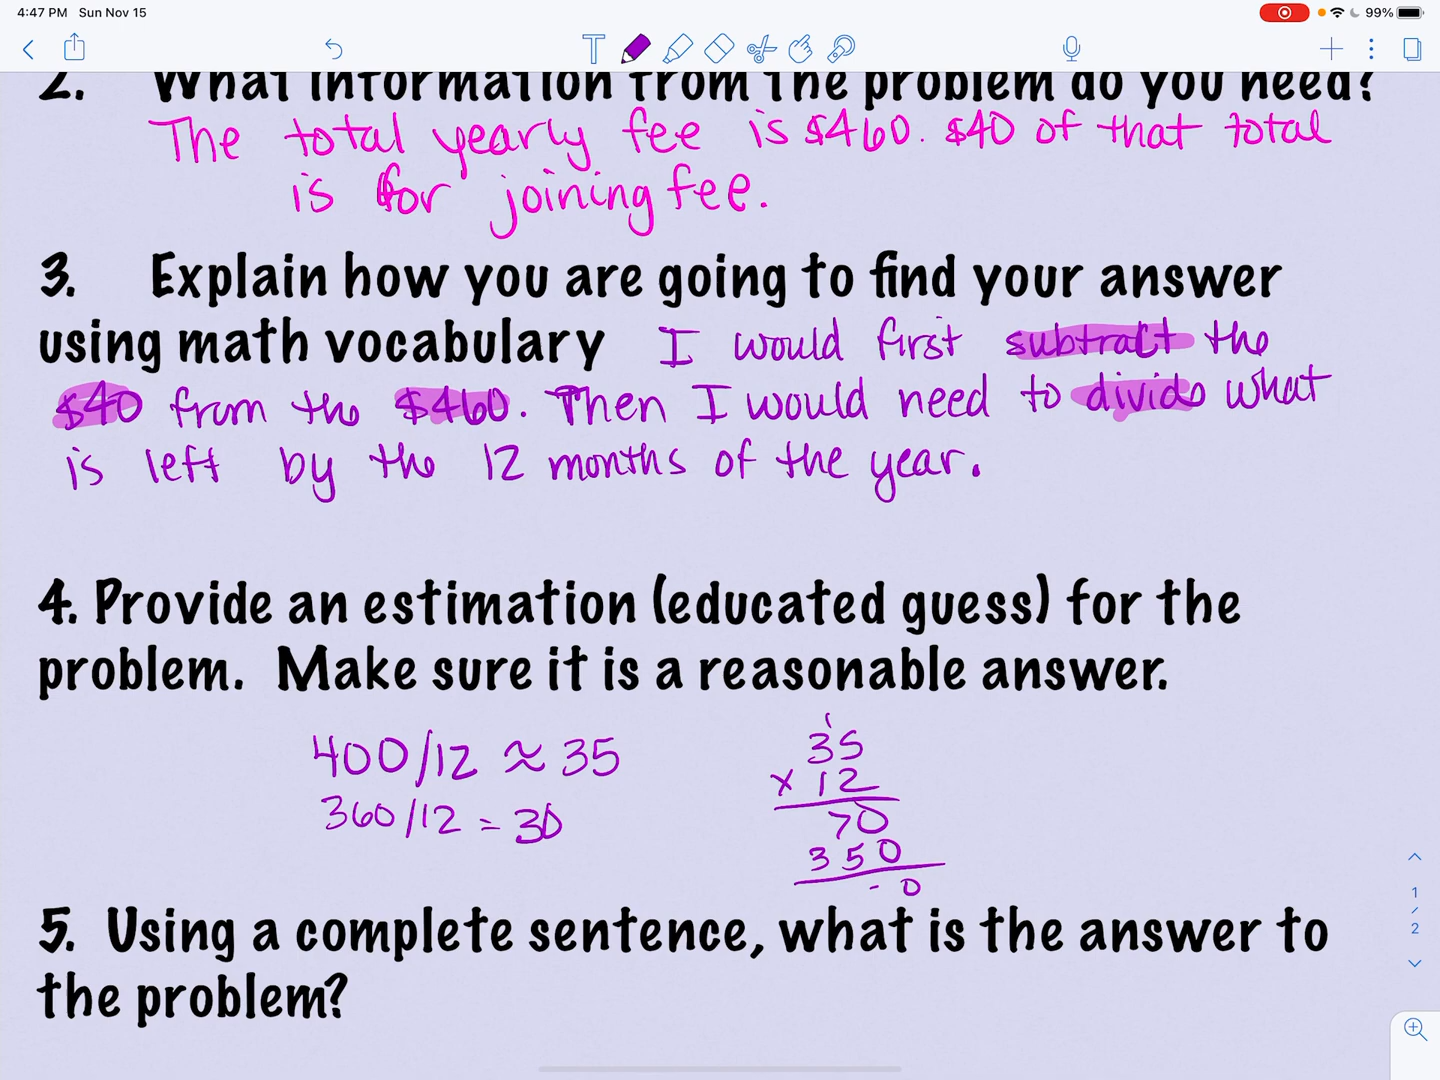 4:47 PM Sun Nov 15
99%
2. What information from the problem do you need?
The total yearly fee is $460. $40 of that total
is for joining fee.
3. Explain how you are going to find your answer
using math vocabulary I would first subtract the
$40 from the $460. Then I would need to divide what
is left by the 12 months of the year.
4. Provide an estimation (educated guess) for the
problem. Make sure it is a reasonable answer.
400/12 ≈ 35
360/12 = 30
1
35
x 12
70
350
0
5. Using a complete sentence, what is the answer to
the problem?
1
/
2